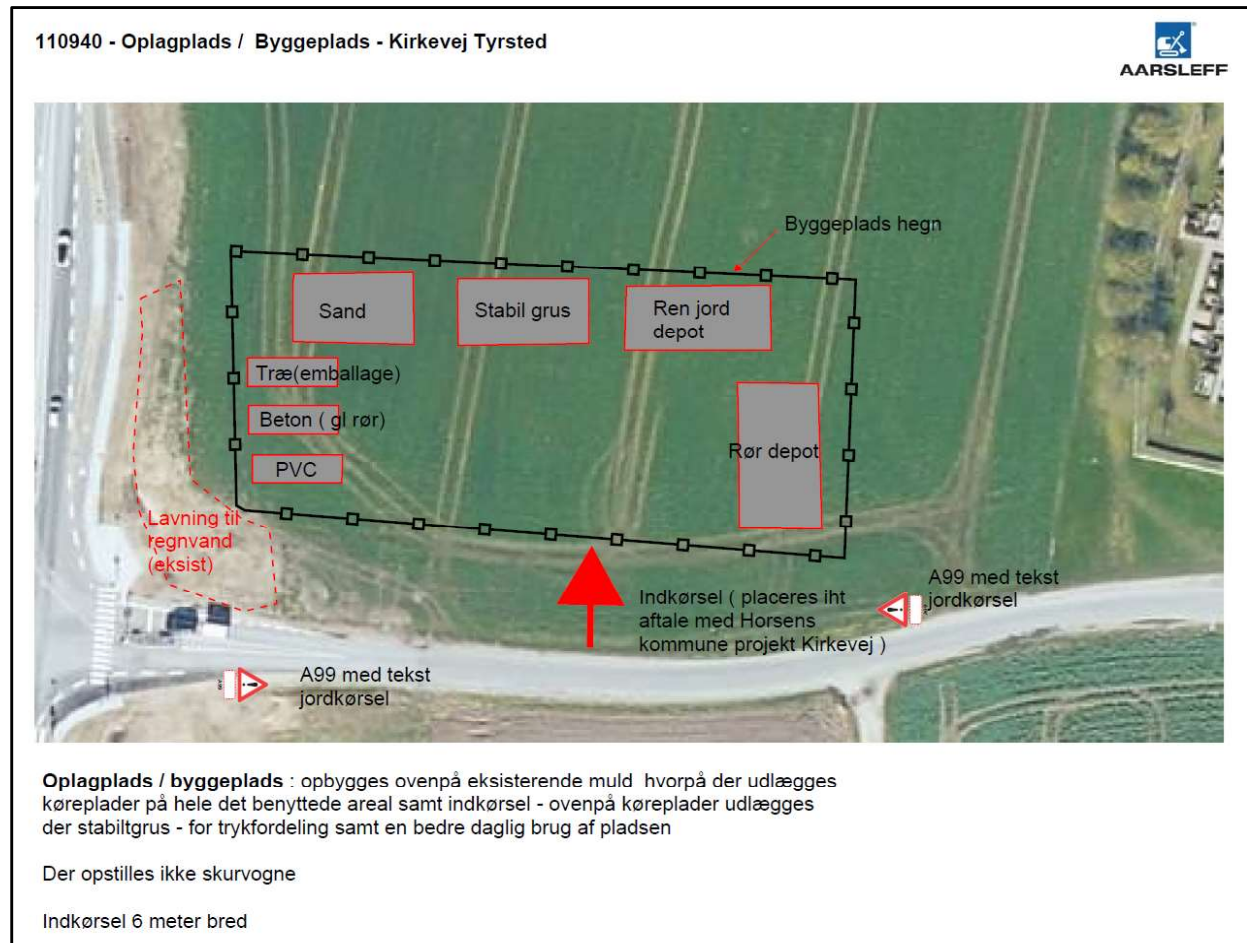 110940 - Oplagplads / Byggeplads - Kirkevej Tyrsted
AARSLEFF
Byggeplads hegn
Sand
Stabil grus
Ren jord
depot
Træ(emballage)
Beton ( gl rør)
PVC
Rør depot
Lavning til
regnvand
(eksist)
Indkørsel ( placeres iht
aftale med Horsens
kommune projekt Kirkevej )
A99 med tekst
jordkørsel
A99 med tekst
jordkørsel
Oplagplads / byggeplads : opbygges ovenpå eksisterende muld hvorpå der udlægges
køreplader på hele det benyttede areal samt indkørsel - ovenpå køreplader udlægges
der stabiltgrus - for trykfordeling samt en bedre daglig brug af pladsen
Der opstilles ikke skurvogne
Indkørsel 6 meter bred